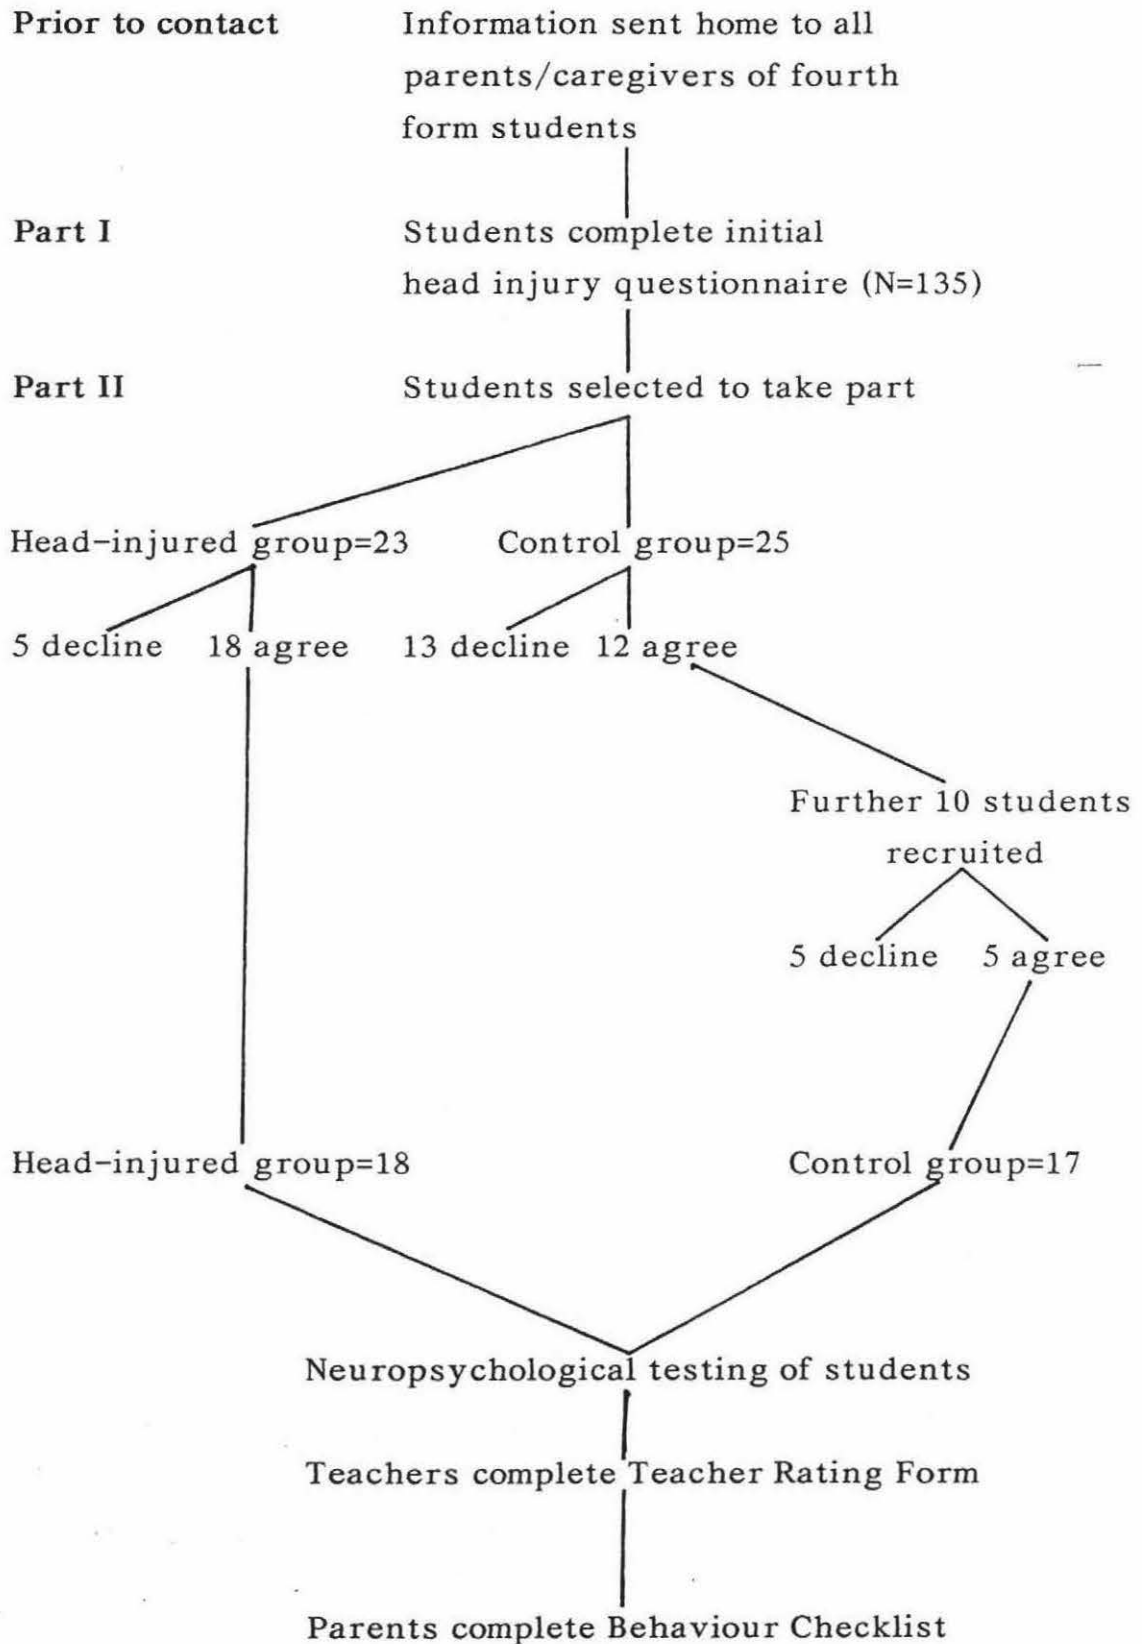 Prior to contact Information sent home to all
parents/caregivers of fourth
form students
Part I Students complete initial
head injury questionnaire (N=135)
Part II Students selected to take part
Head-injured group=23 Control group=25
5 decline 18 agree 13 decline 12 agree
Further 10 students
recruited
5 decline 5 agree
Head-injured group=18 Control group=17
Neuropsychological testing of students
Teachers complete Teacher Rating Form
Parents complete Behaviour Checklist